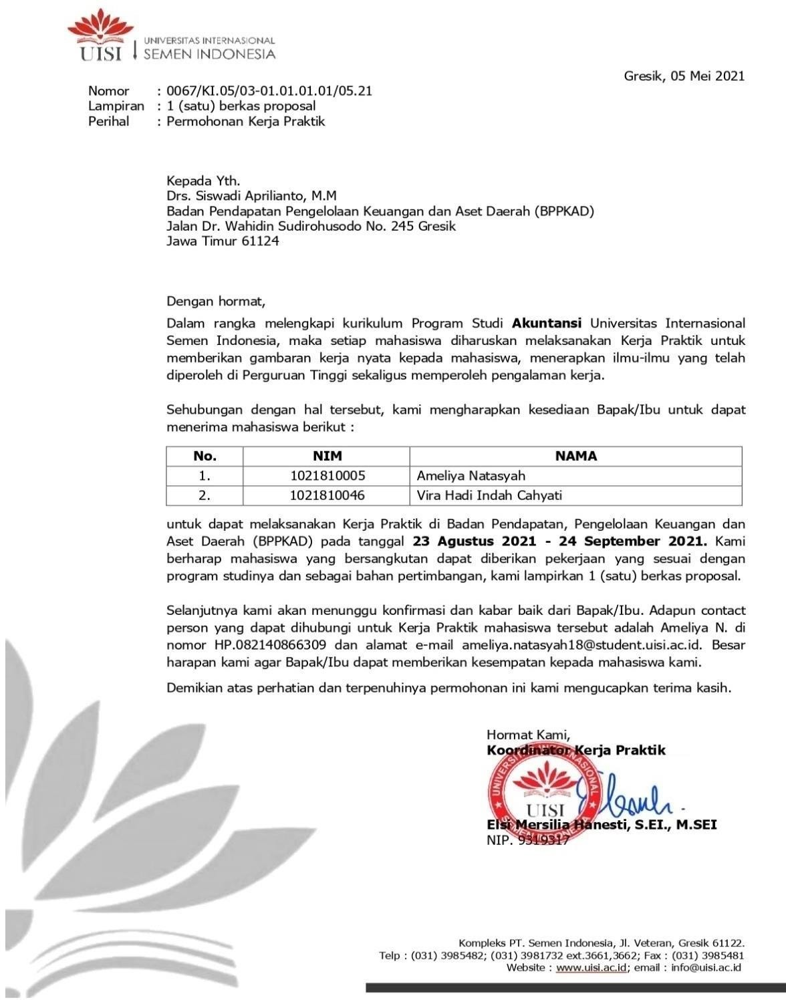 UISI
UNIVERSITAS INTERNASIONAL
SEMEN INDONESIA
Gresik, 05 Mei 2021
Nomor : 0067/KI.05/03-01.01.01.01/05.21
Lampiran : 1 (satu) berkas proposal
Perihal : Permohonan Kerja Praktik
Kepada Yth.
Drs. Siswadi Aprilianto, M.M
Badan Pendapatan Pengelolaan Keuangan dan Aset Daerah (BPPKAD)
Jalan Dr. Wahidin Sudirohusodo No. 245 Gresik
Jawa Timur 61124
Dengan hormat,
Dalam rangka melengkapi kurikulum Program Studi Akuntansi Universitas Internasional
Semen Indonesia, maka setiap mahasiswa diharuskan melaksanakan Kerja Praktik untuk
memberikan gambaran kerja nyata kepada mahasiswa, menerapkan ilmu-ilmu yang telah
diperoleh di Perguruan Tinggi sekaligus memperoleh pengalaman kerja.
Sehubungan dengan hal tersebut, kami mengharapkan kesediaan Bapak/Ibu untuk dapat
menerima mahasiswa berikut :
No. NIM NAMA
1. 1021810005 Ameliya Natasyah
2. 1021810046 Vira Hadi Indah Cahyati
untuk dapat melaksanakan Kerja Praktik di Badan Pendapatan, Pengelolaan Keuangan dan
Aset Daerah (BPPKAD) pada tanggal 23 Agustus 2021 - 24 September 2021. Kami
berharap mahasiswa yang bersangkutan dapat diberikan pekerjaan yang sesuai dengan
program studinya dan sebagai bahan pertimbangan, kami lampirkan 1 (satu) berkas proposal.
Selanjutnya kami akan menunggu konfirmasi dan kabar baik dari Bapak/Ibu. Adapun contact
person yang dapat dihubungi untuk Kerja Praktik mahasiswa tersebut adalah Ameliya N. di
nomor HP.082140866309 dan alamat e-mail ameliya.natasyah18@student.uisi.ac.id. Besar
harapan kami agar Bapak/Ibu dapat memberikan kesempatan kepada mahasiswa kami.
Demikian atas perhatian dan terpenuhinya permohonan ini kami mengucapkan terima kasih.
Hormat Kami,
Koordinator Kerja Praktik
UNIVERSITAS INTERNASIONAL
UISI
SEMEN INDONESIA
Elsi Mersilia Hanesti, S.EI., M.SEI
NIP. 9319317
Kompleks PT. Semen Indonesia, Jl. Veteran, Gresik 61122.
Telp : (031) 3985482; (031) 3981732 ext.3661,3662; Fax : (031) 3985481
Website : www.uisi.ac.id; email : info@uisi.ac.id